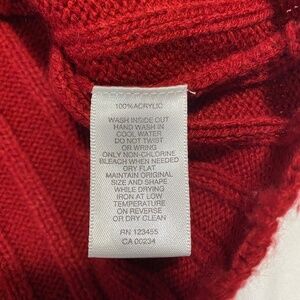 100% ACRYLIC
WASH INSIDE OUT
HAND WASH IN
COOL WATER
DO NOT TWIST
OR WRING
ONLY NON-CHLORINE
BLEACH WHEN NEEDED
DRY FLAT
MAINTAIN ORIGINAL
SIZE AND SHAPE
WHILE DRYING
IRON AT LOW
TEMPERATURE
ON REVERSE
OR DRY CLEAN
RN 123455
CA 00234